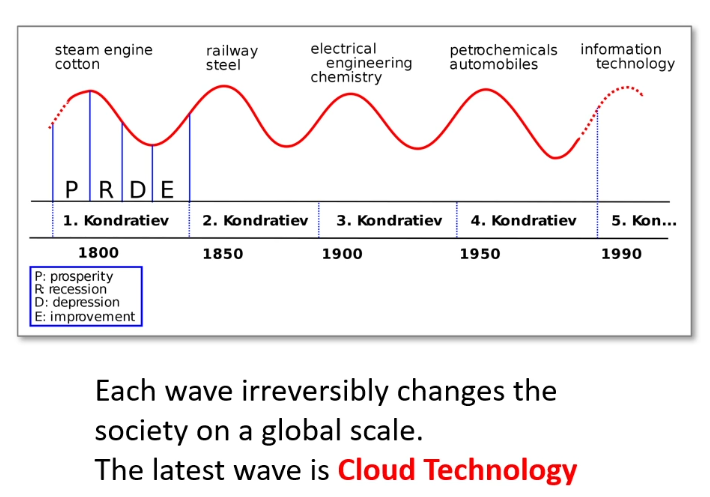 steam engine
cotton
railway
steel
electrical
engineering
chemistry
petrochemicals
automobiles
information
technology
P R D E
1. Kondratiev 2. Kondratiev 3. Kondratiev 4. Kondratiev 5. Kon...
1800 1850 1900 1950 1990
P: prosperity
R: recession
D: depression
E: improvement
Each wave irreversibly changes the
society on a global scale.
The latest wave is Cloud Technology